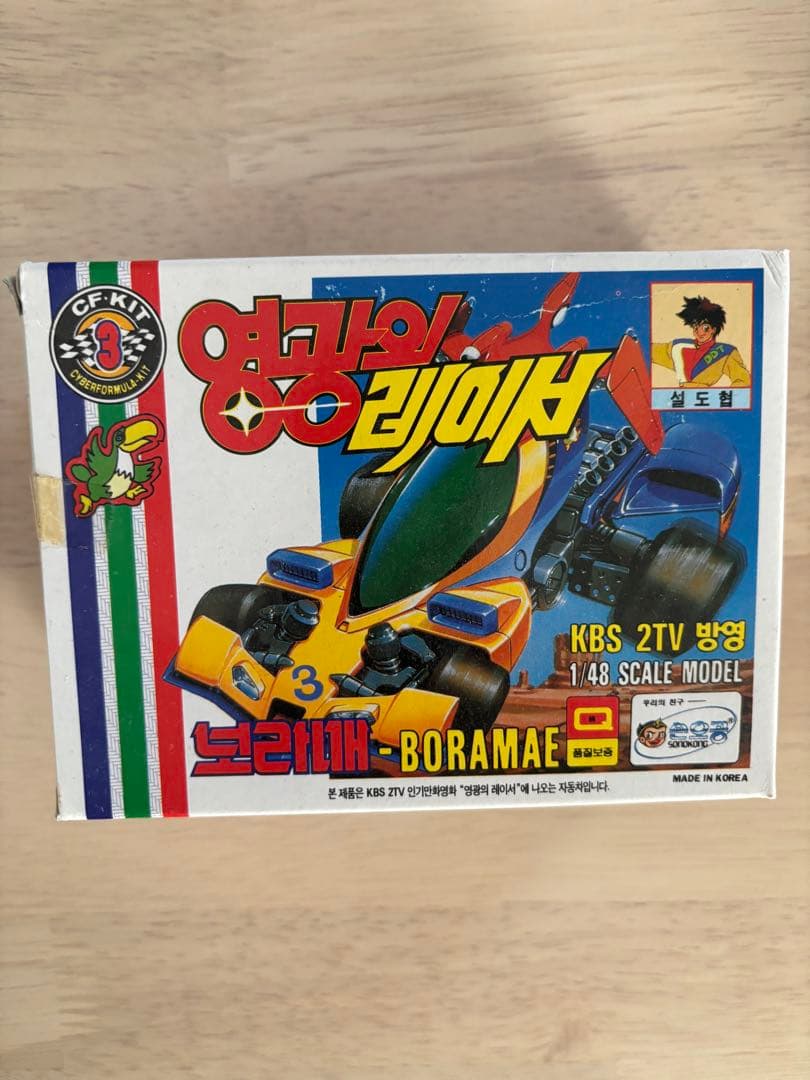 CF·KIT
3
CYBERFORMULA·KIT
영광의
레이서
DDT
설도협
3
KBS 2TV 방영
1/48 SCALE MODEL
보라매 - BORAMAE
Q
품질보증
우리의 친구
손오공®
SONOKONG
MADE IN KOREA
본 제품은 KBS 2TV 인기만화영화 "영광의 레이서"에 나오는 자동차입니다.